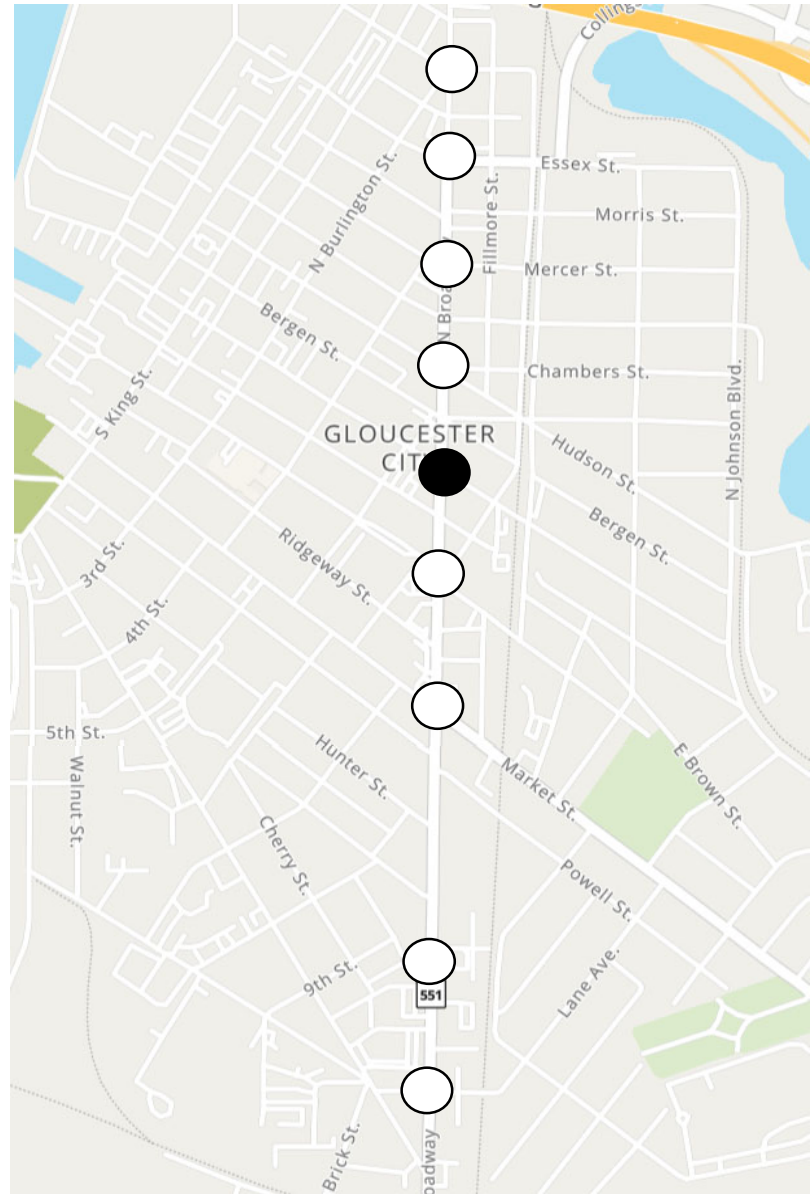 Essex St.
N Burlington St.
Morris St.
Fillmore St.
Mercer St.
Bergen St.
Chambers St.
S King St.
N Johnson Blvd.
GLOUCESTER
Hudson St.
Bergen St.
3rd St.
Ridgeway St.
4th St.
5th St.
Walnut St.
Hunter St.
Market St.
E Brown St.
Cherry St.
Powell St.
9th St.
Lane Ave.
551
Brick St.